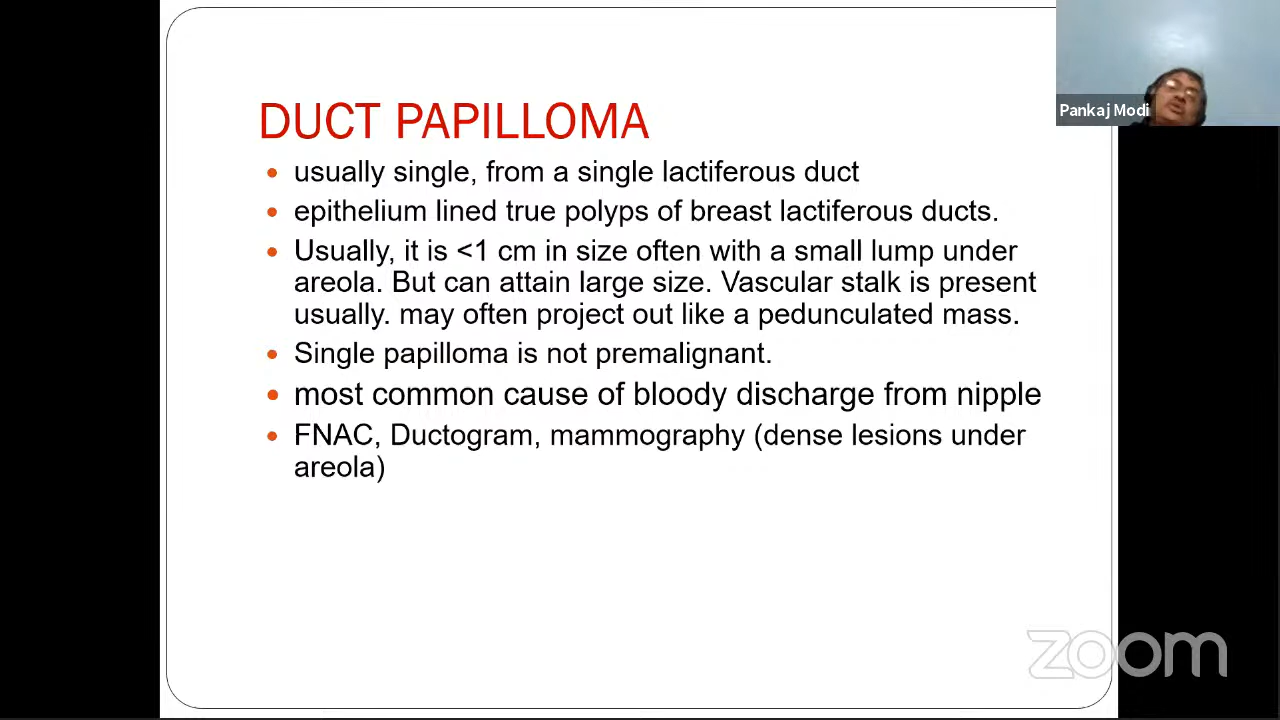 DUCT PAPILLOMA
• usually single, from a single lactiferous duct
• epithelium lined true polyps of breast lactiferous ducts.
• Usually, it is <1 cm in size often with a small lump under
areola. But can attain large size. Vascular stalk is present
usually. may often project out like a pedunculated mass.
• Single papilloma is not premalignant.
• most common cause of bloody discharge from nipple
• FNAC, Ductogram, mammography (dense lesions under
areola)
Pankaj Modi
zoom